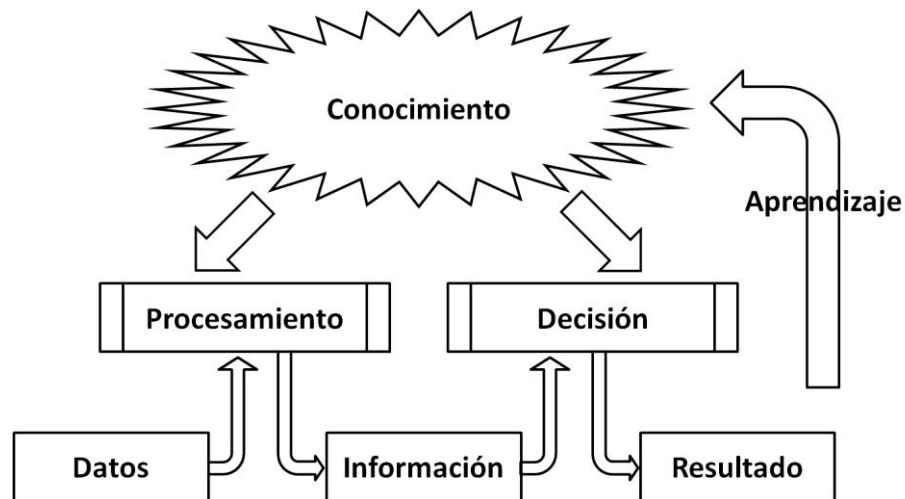 Conocimiento
Aprendizaje
Procesamiento
Decisión
Datos
Información
Resultado